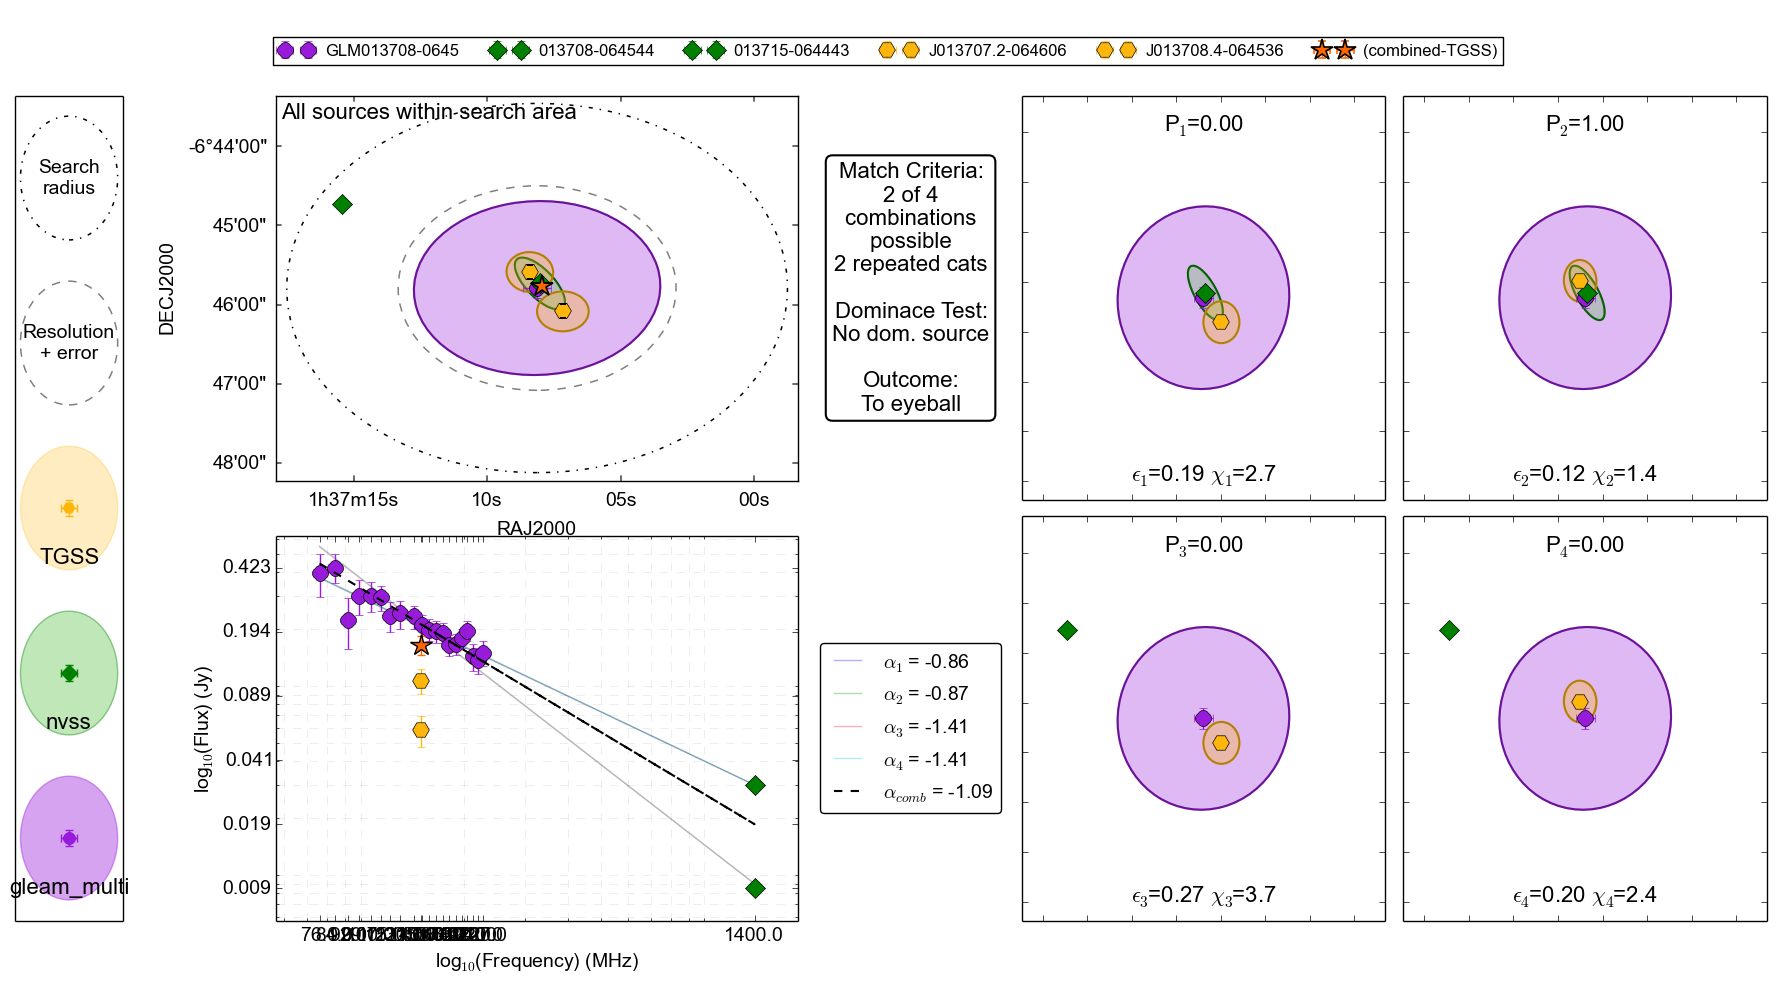 GLM013708-0645 013708-064544 013715-064443 J013707.2-064606 J013708.4-064536 (combined-TGSS)
Search
radius
Resolution
+ error
TGSS
nvss
gleam_multi
All sources within search area
-6°44'00"
45'00"
46'00"
47'00"
48'00"
DECJ2000
1h37m15s 10s 05s 00s
RAJ2000
Match Criteria:
2 of 4
combinations
possible
2 repeated cats
Dominace Test:
No dom. source
Outcome:
To eyeball
P1=0.00
ϵ1=0.19 χ1=2.7
P2=1.00
ϵ2=0.12 χ2=1.4
P3=0.00
ϵ3=0.27 χ3=3.7
P4=0.00
ϵ4=0.20 χ4=2.4
0.423
0.194
0.089
0.041
0.019
0.009
log10(Flux) (Jy)
1400.0
log10(Frequency) (MHz)
α1 = -0.86
α2 = -0.87
α3 = -1.41
α4 = -1.41
αcomb = -1.09